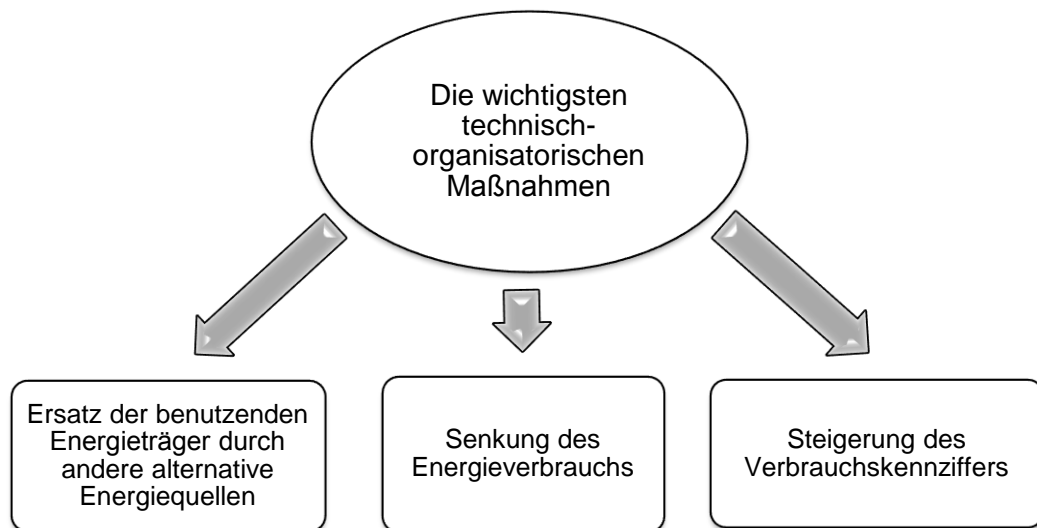 Die wichtigsten
technisch-
organisatorischen
Maßnahmen
Ersatz der benutzenden
Energieträger durch
andere alternative
Energiequellen
Senkung des
Energieverbrauchs
Steigerung des
Verbrauchskennziffers